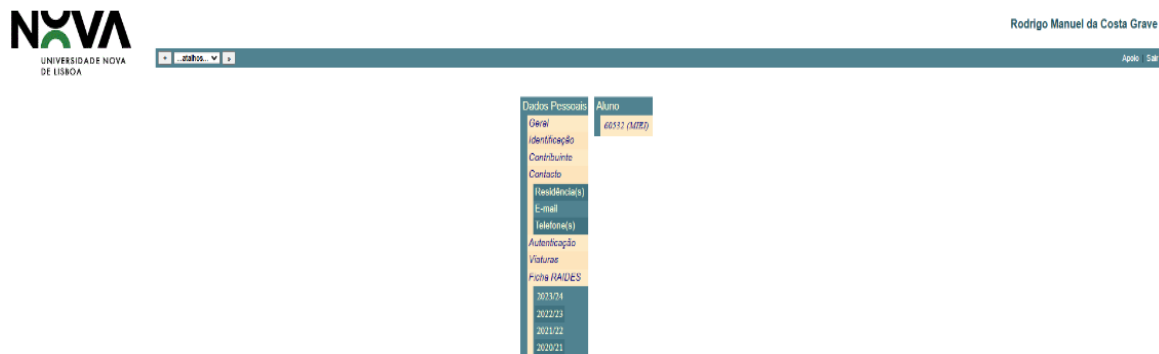 NOVA
UNIVERSIDADE NOVA
DE LISBOA
Rodrigo Manuel da Costa Grave
...atalhos...
Apoio | Sair
Dados Pessoais
Geral
Identificação
Contribuinte
Contacto
Residência(s)
E-mail
Telefone(s)
Autenticação
Viaturas
Ficha RAIDES
2023/24
2022/23
2021/22
2020/21
Aluno
60532 (MIEI)